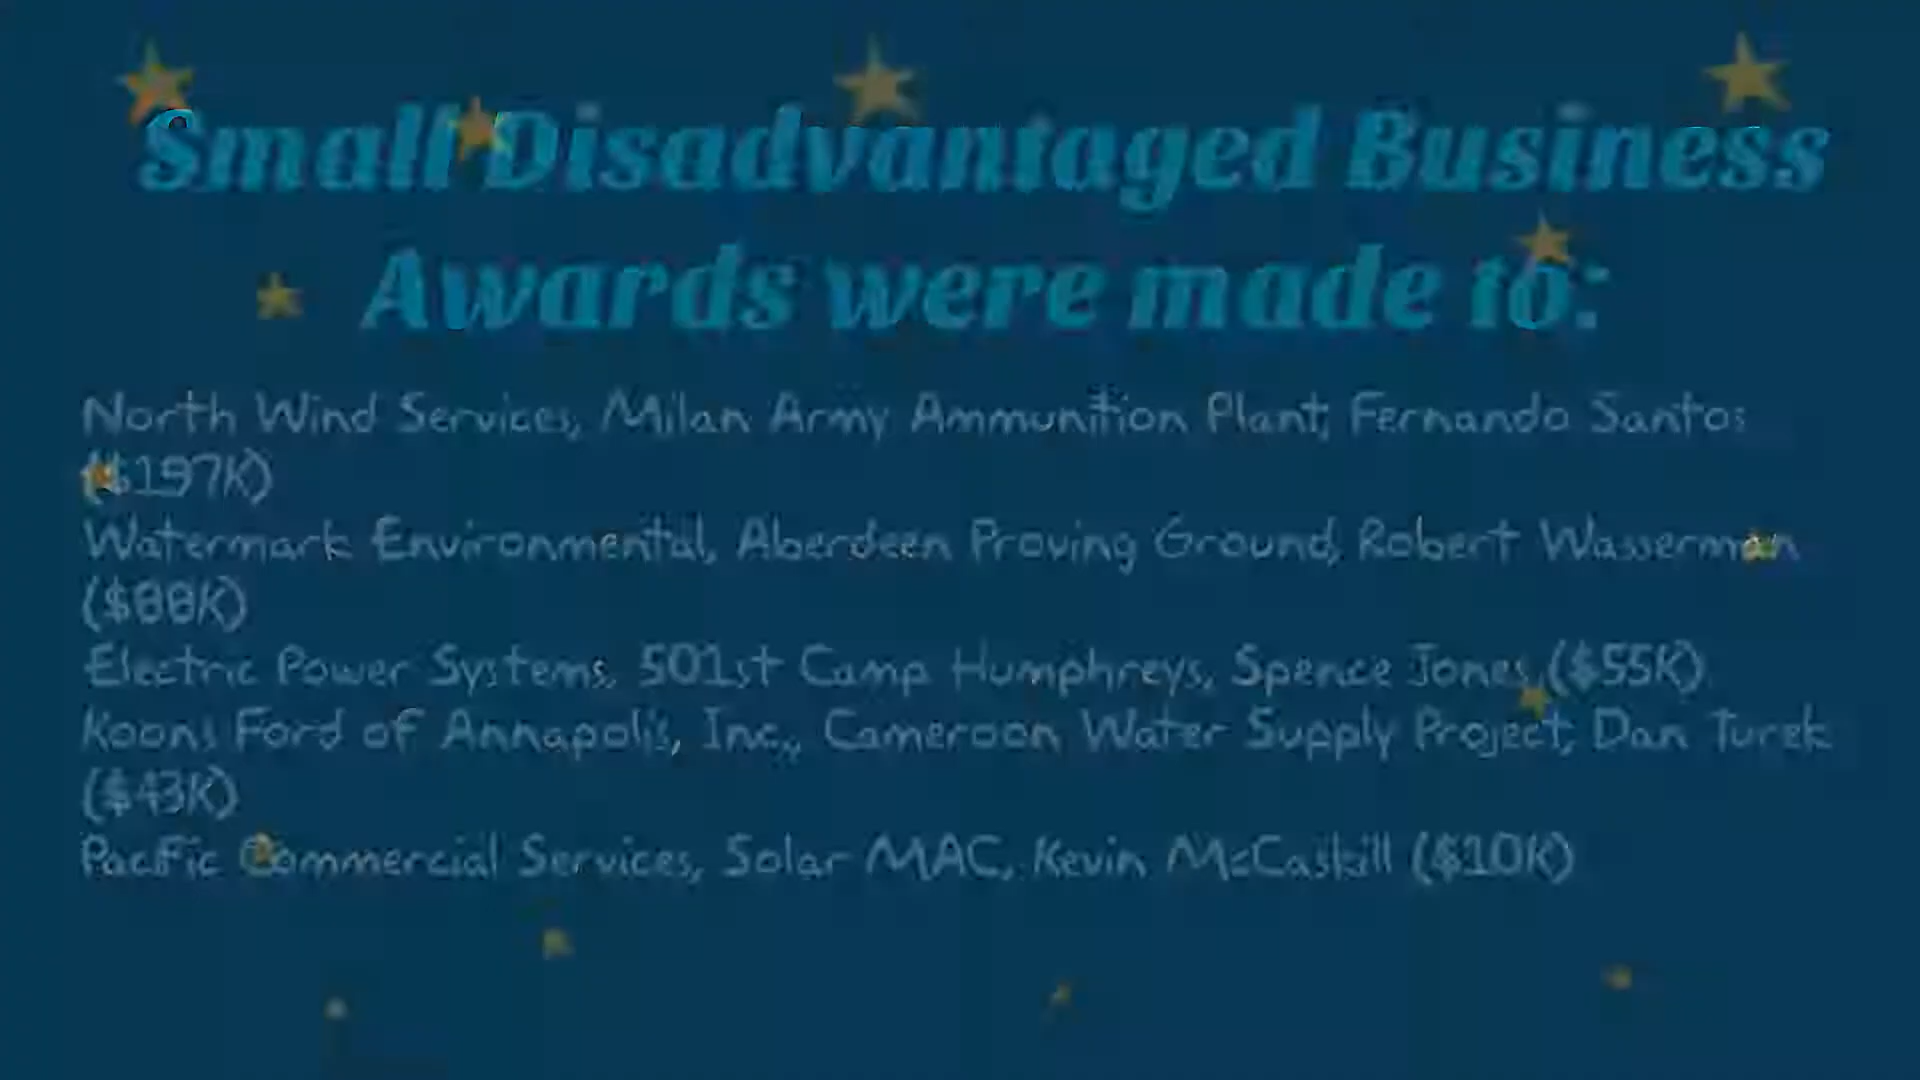 Small Disadvantaged Business
Awards were made to:
North Wind Services, Milan Army Ammunition Plant, Fernando Santos
($197K)
Watermark Environmental, Aberdeen Proving Ground, Robert Wasserman
($88K)
Electric Power Systems, 501st Camp Humphreys, Spence Jones ($55K)
Koons Ford of Annapolis, Inc., Cameroon Water Supply Project, Dan Turek
($43K)
Pacific Commercial Services, Solar MAC, Kevin McCaskill ($10K)